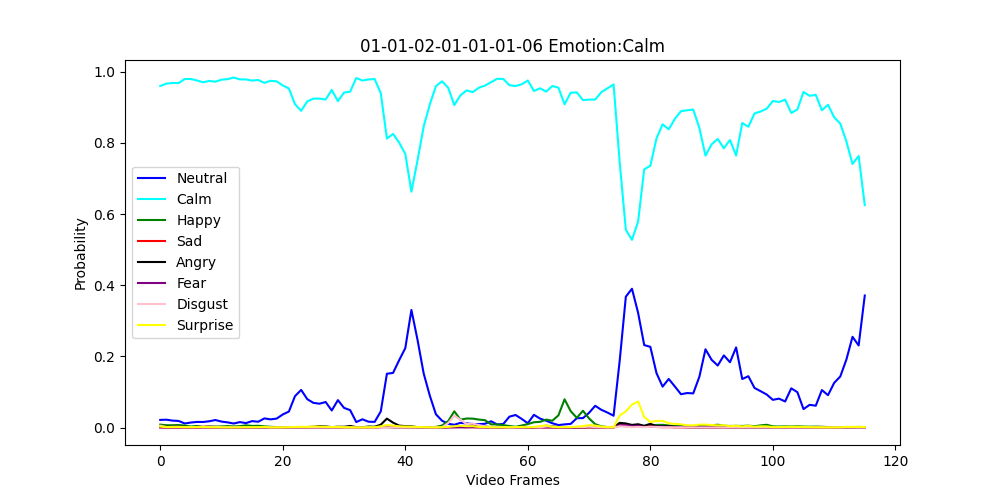 01-01-02-01-01-01-06 Emotion:Calm
Probability
1.0
0.8
0.6
0.4
0.2
0.0
Neutral
Calm
Happy
Sad
Angry
Fear
Disgust
Surprise
0 20 40 60 80 100 120
Video Frames